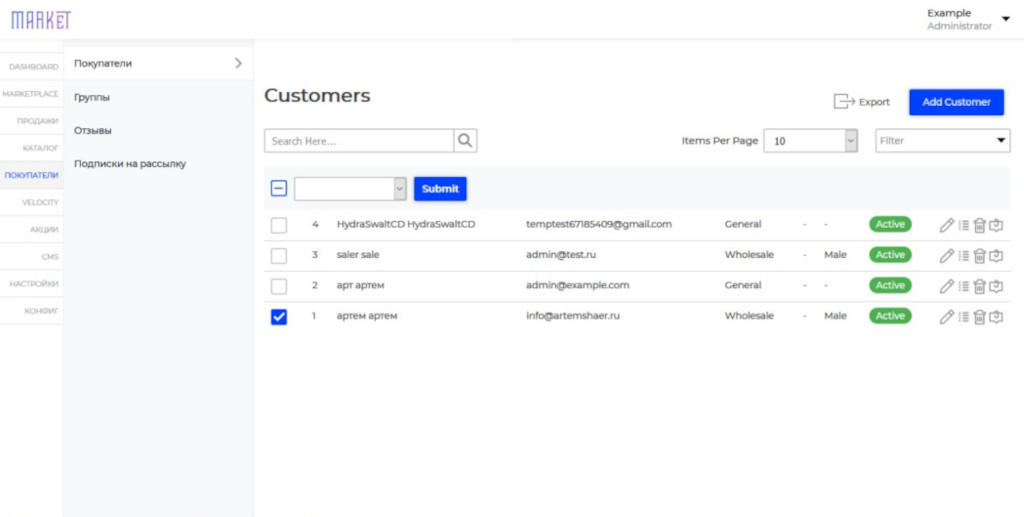 MARKET
Example
Administrator
DASHBOARD
MARKETPLACE
ПРОДАЖИ
КАТАЛОГ
ПОКУПАТЕЛИ
VELOCITY
АКЦИИ
CMS
НАСТРОЙКИ
КОНФИГ
Покупатели
Группы
Отзывы
Подписки на рассылку
Customers
Export
Add Customer
Search Here...
Items Per Page 10
Filter
Submit
4 HydraSwaltCD HydraSwaltCD temptest67185409@gmail.com General - - Active
3 saler sale admin@test.ru Wholesale - Male Active
2 арт артем admin@example.com General - - Active
1 артем артем info@artemshaer.ru Wholesale - Male Active